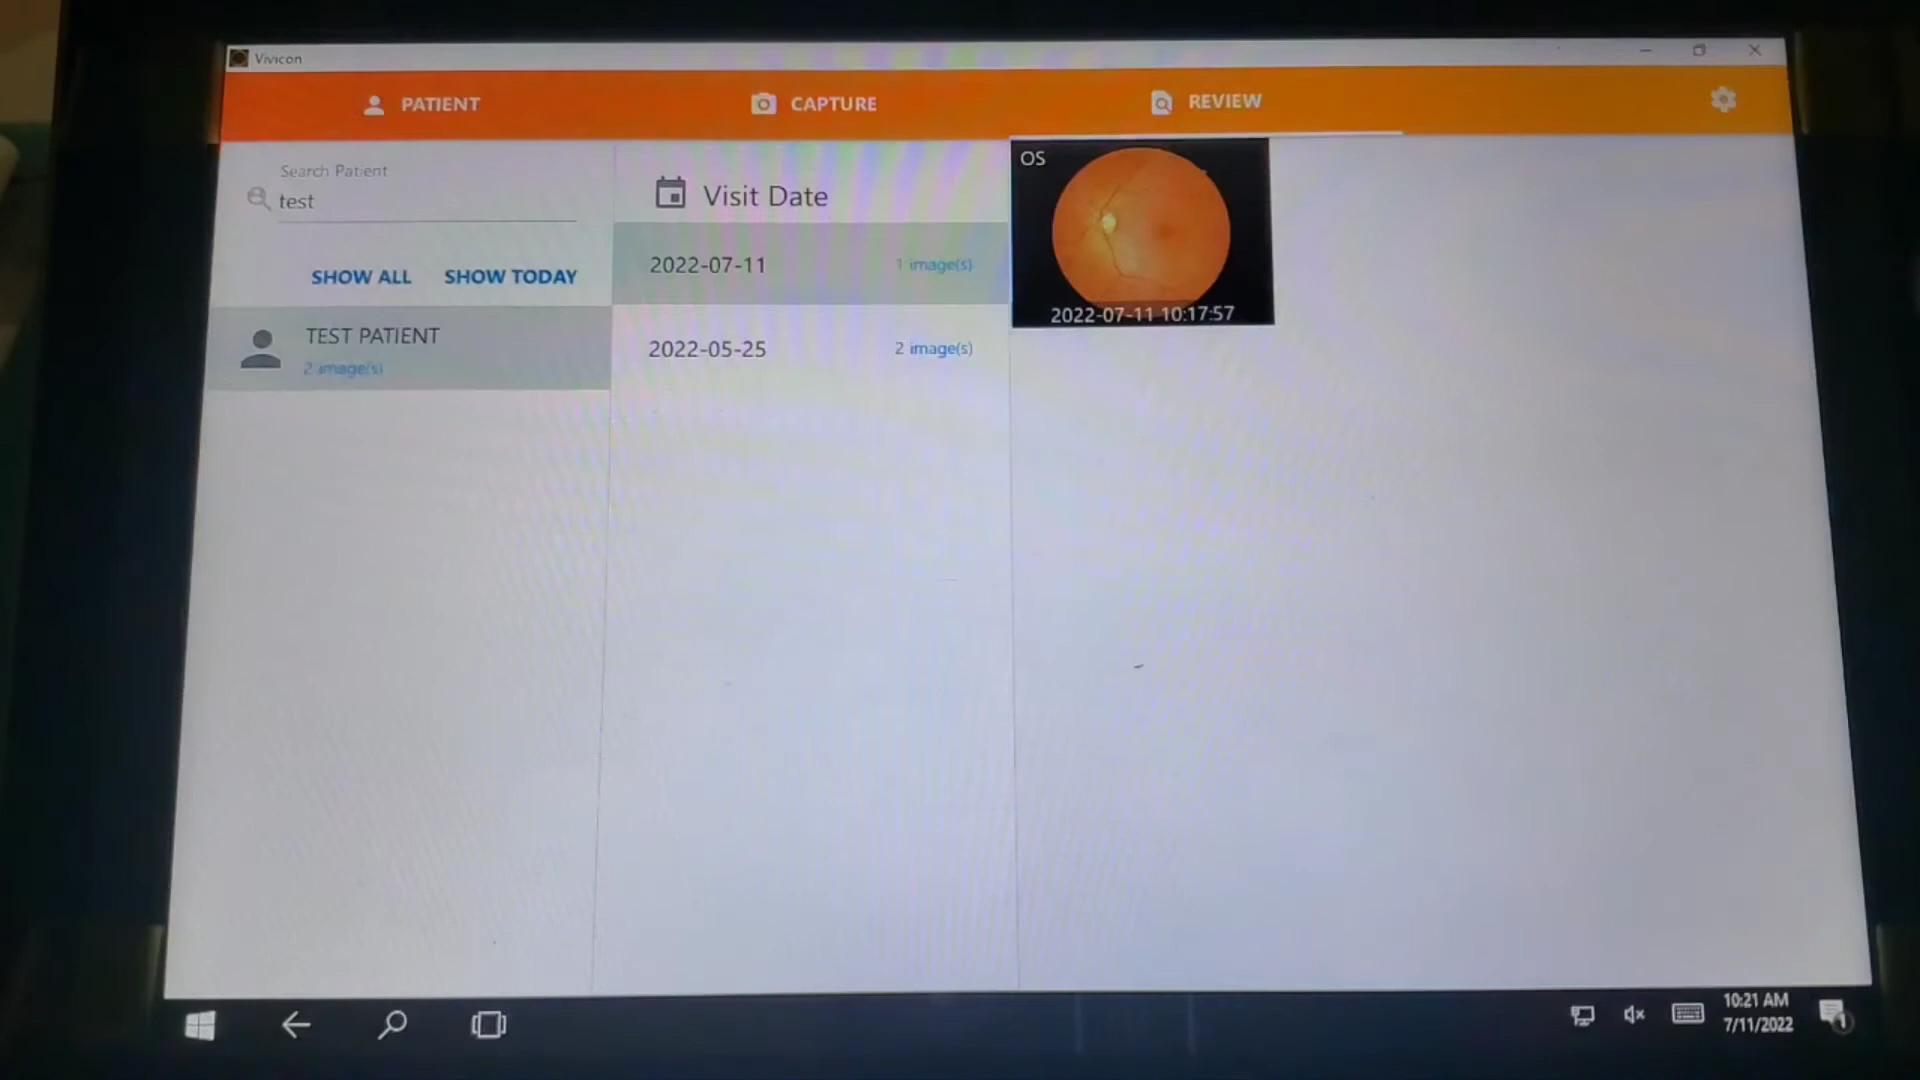 Vivicon
PATIENT
CAPTURE
REVIEW
Search Patient
test
SHOW ALL
SHOW TODAY
TEST PATIENT
2 image(s)
Visit Date
2022-07-11
1 image(s)
2022-05-25
2 image(s)
OS
2022-07-11 10:17:57
10:21 AM
7/11/2022
1